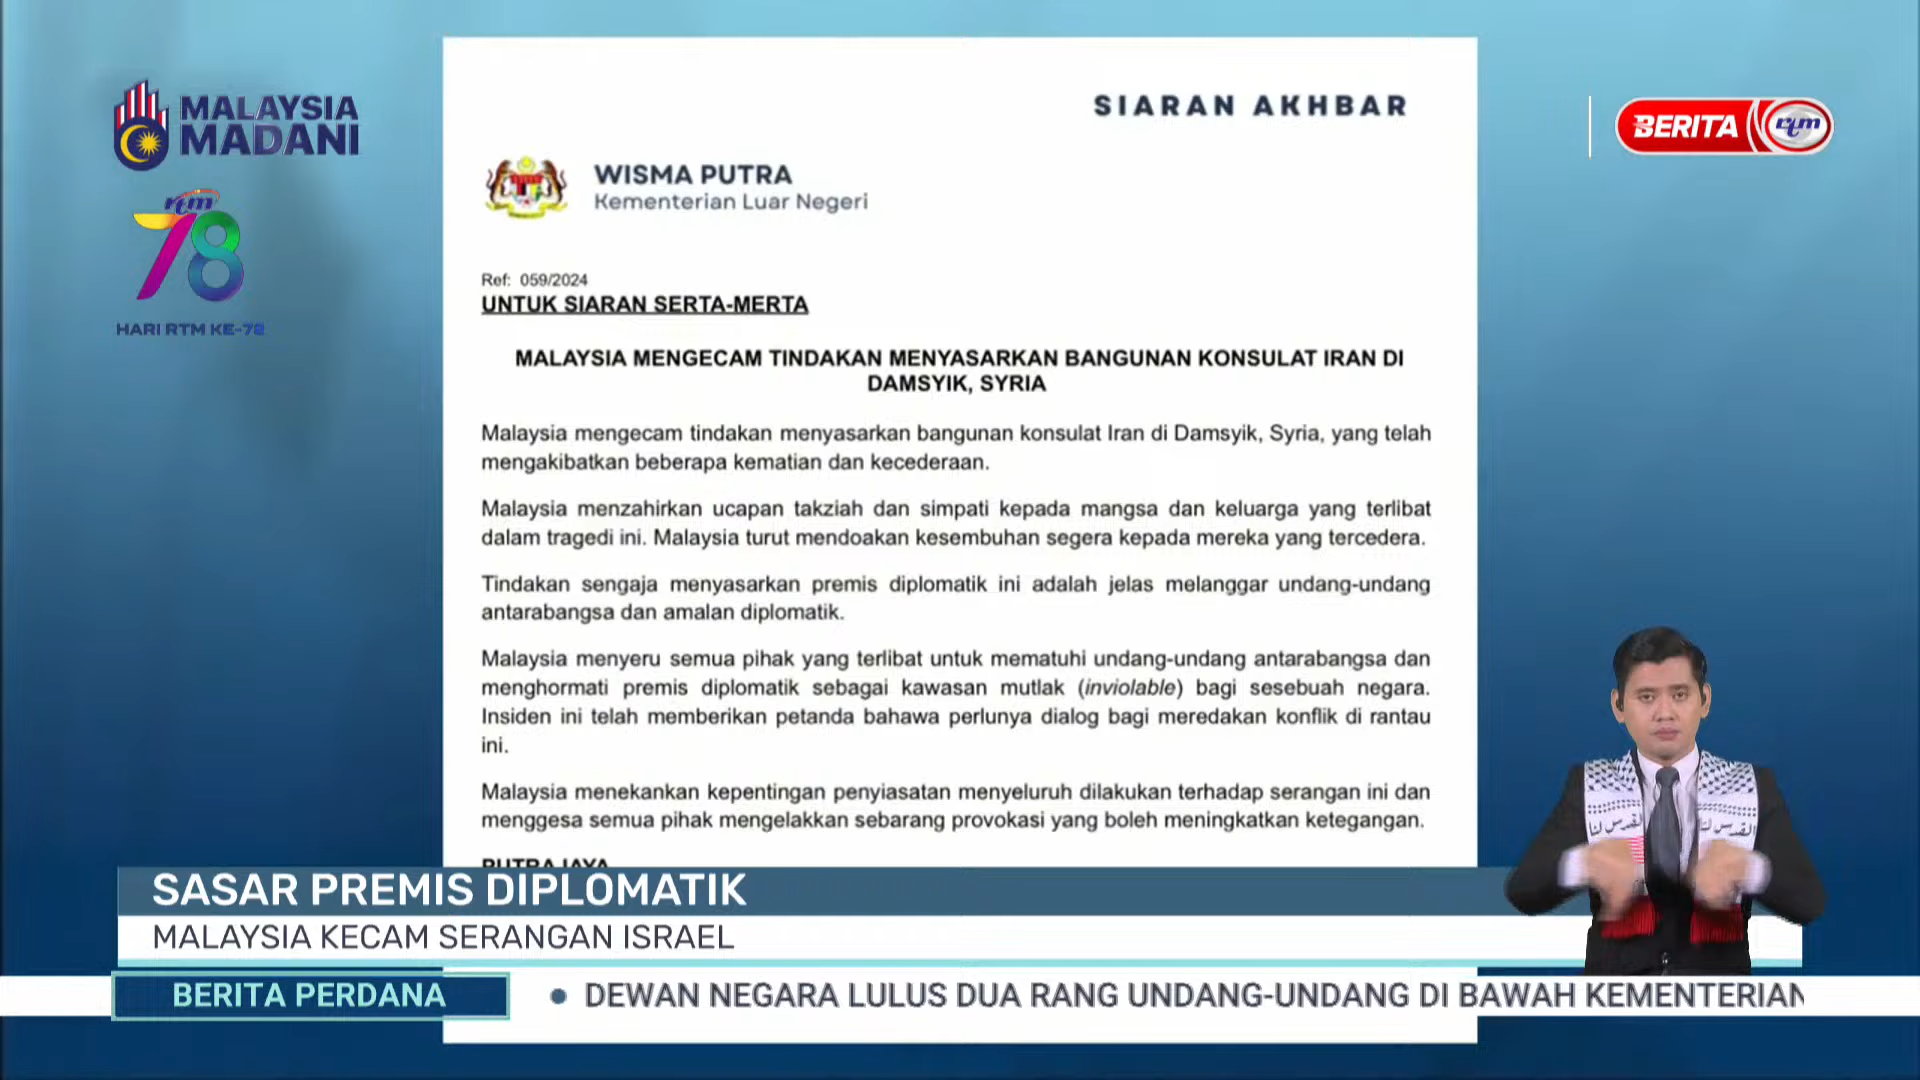 MALAYSIA
MADANI
rtm
78
HARI RTM KE-78
SIARAN AKHBAR
BERITA rtm
WISMA PUTRA
Kementerian Luar Negeri
Ref: 059/2024
UNTUK SIARAN SERTA-MERTA
MALAYSIA MENGECAM TINDAKAN MENYASARKAN BANGUNAN KONSULAT IRAN DI
DAMSYIK, SYRIA
Malaysia mengecam tindakan menyasarkan bangunan konsulat Iran di Damsyik, Syria, yang telah
mengakibatkan beberapa kematian dan kecederaan.
Malaysia menzahirkan ucapan takziah dan simpati kepada mangsa dan keluarga yang terlibat
dalam tragedi ini. Malaysia turut mendoakan kesembuhan segera kepada mereka yang tercedera.
Tindakan sengaja menyasarkan premis diplomatik ini adalah jelas melanggar undang-undang
antarabangsa dan amalan diplomatik.
Malaysia menyeru semua pihak yang terlibat untuk mematuhi undang-undang antarabangsa dan
menghormati premis diplomatik sebagai kawasan mutlak (inviolable) bagi sesebuah negara.
Insiden ini telah memberikan petanda bahawa perlunya dialog bagi meredakan konflik di rantau
ini.
Malaysia menekankan kepentingan penyiasatan menyeluruh dilakukan terhadap serangan ini dan
menggesa semua pihak mengelakkan sebarang provokasi yang boleh meningkatkan ketegangan.
PUTRAJAYA
القدس لنا
القدس لنا
SASAR PREMIS DIPLOMATIK
MALAYSIA KECAM SERANGAN ISRAEL
BERITA PERDANA
• DEWAN NEGARA LULUS DUA RANG UNDANG-UNDANG DI BAWAH KEMENTERIAN